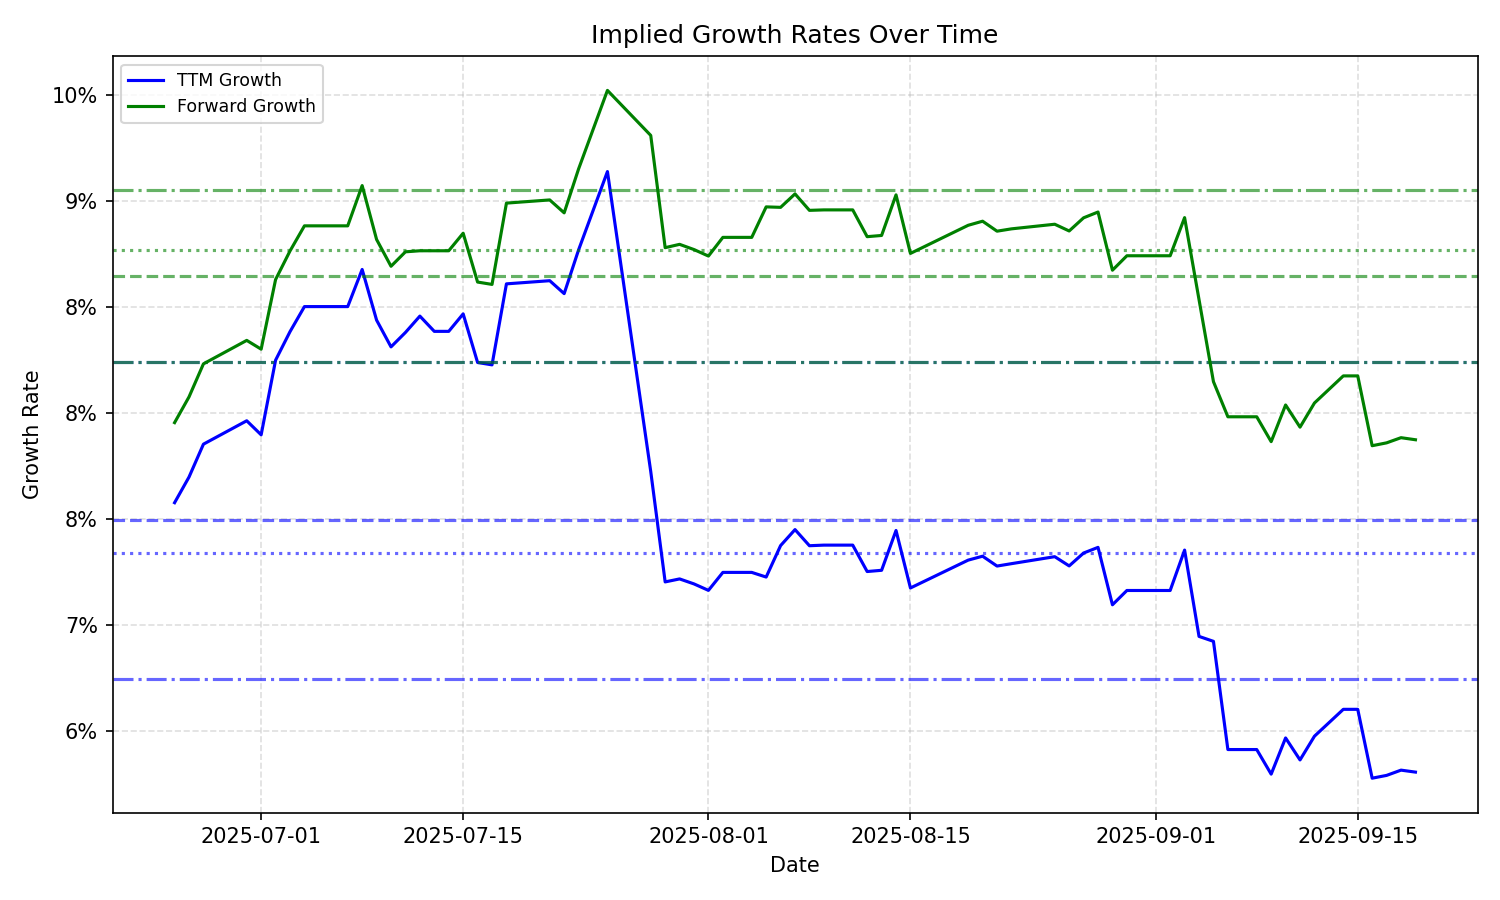 Implied Growth Rates Over Time
TTM Growth
Forward Growth
10%
9%
8%
8%
8%
7%
6%
Growth Rate
2025-07-01
2025-07-15
2025-08-01
2025-08-15
2025-09-01
2025-09-15
Date